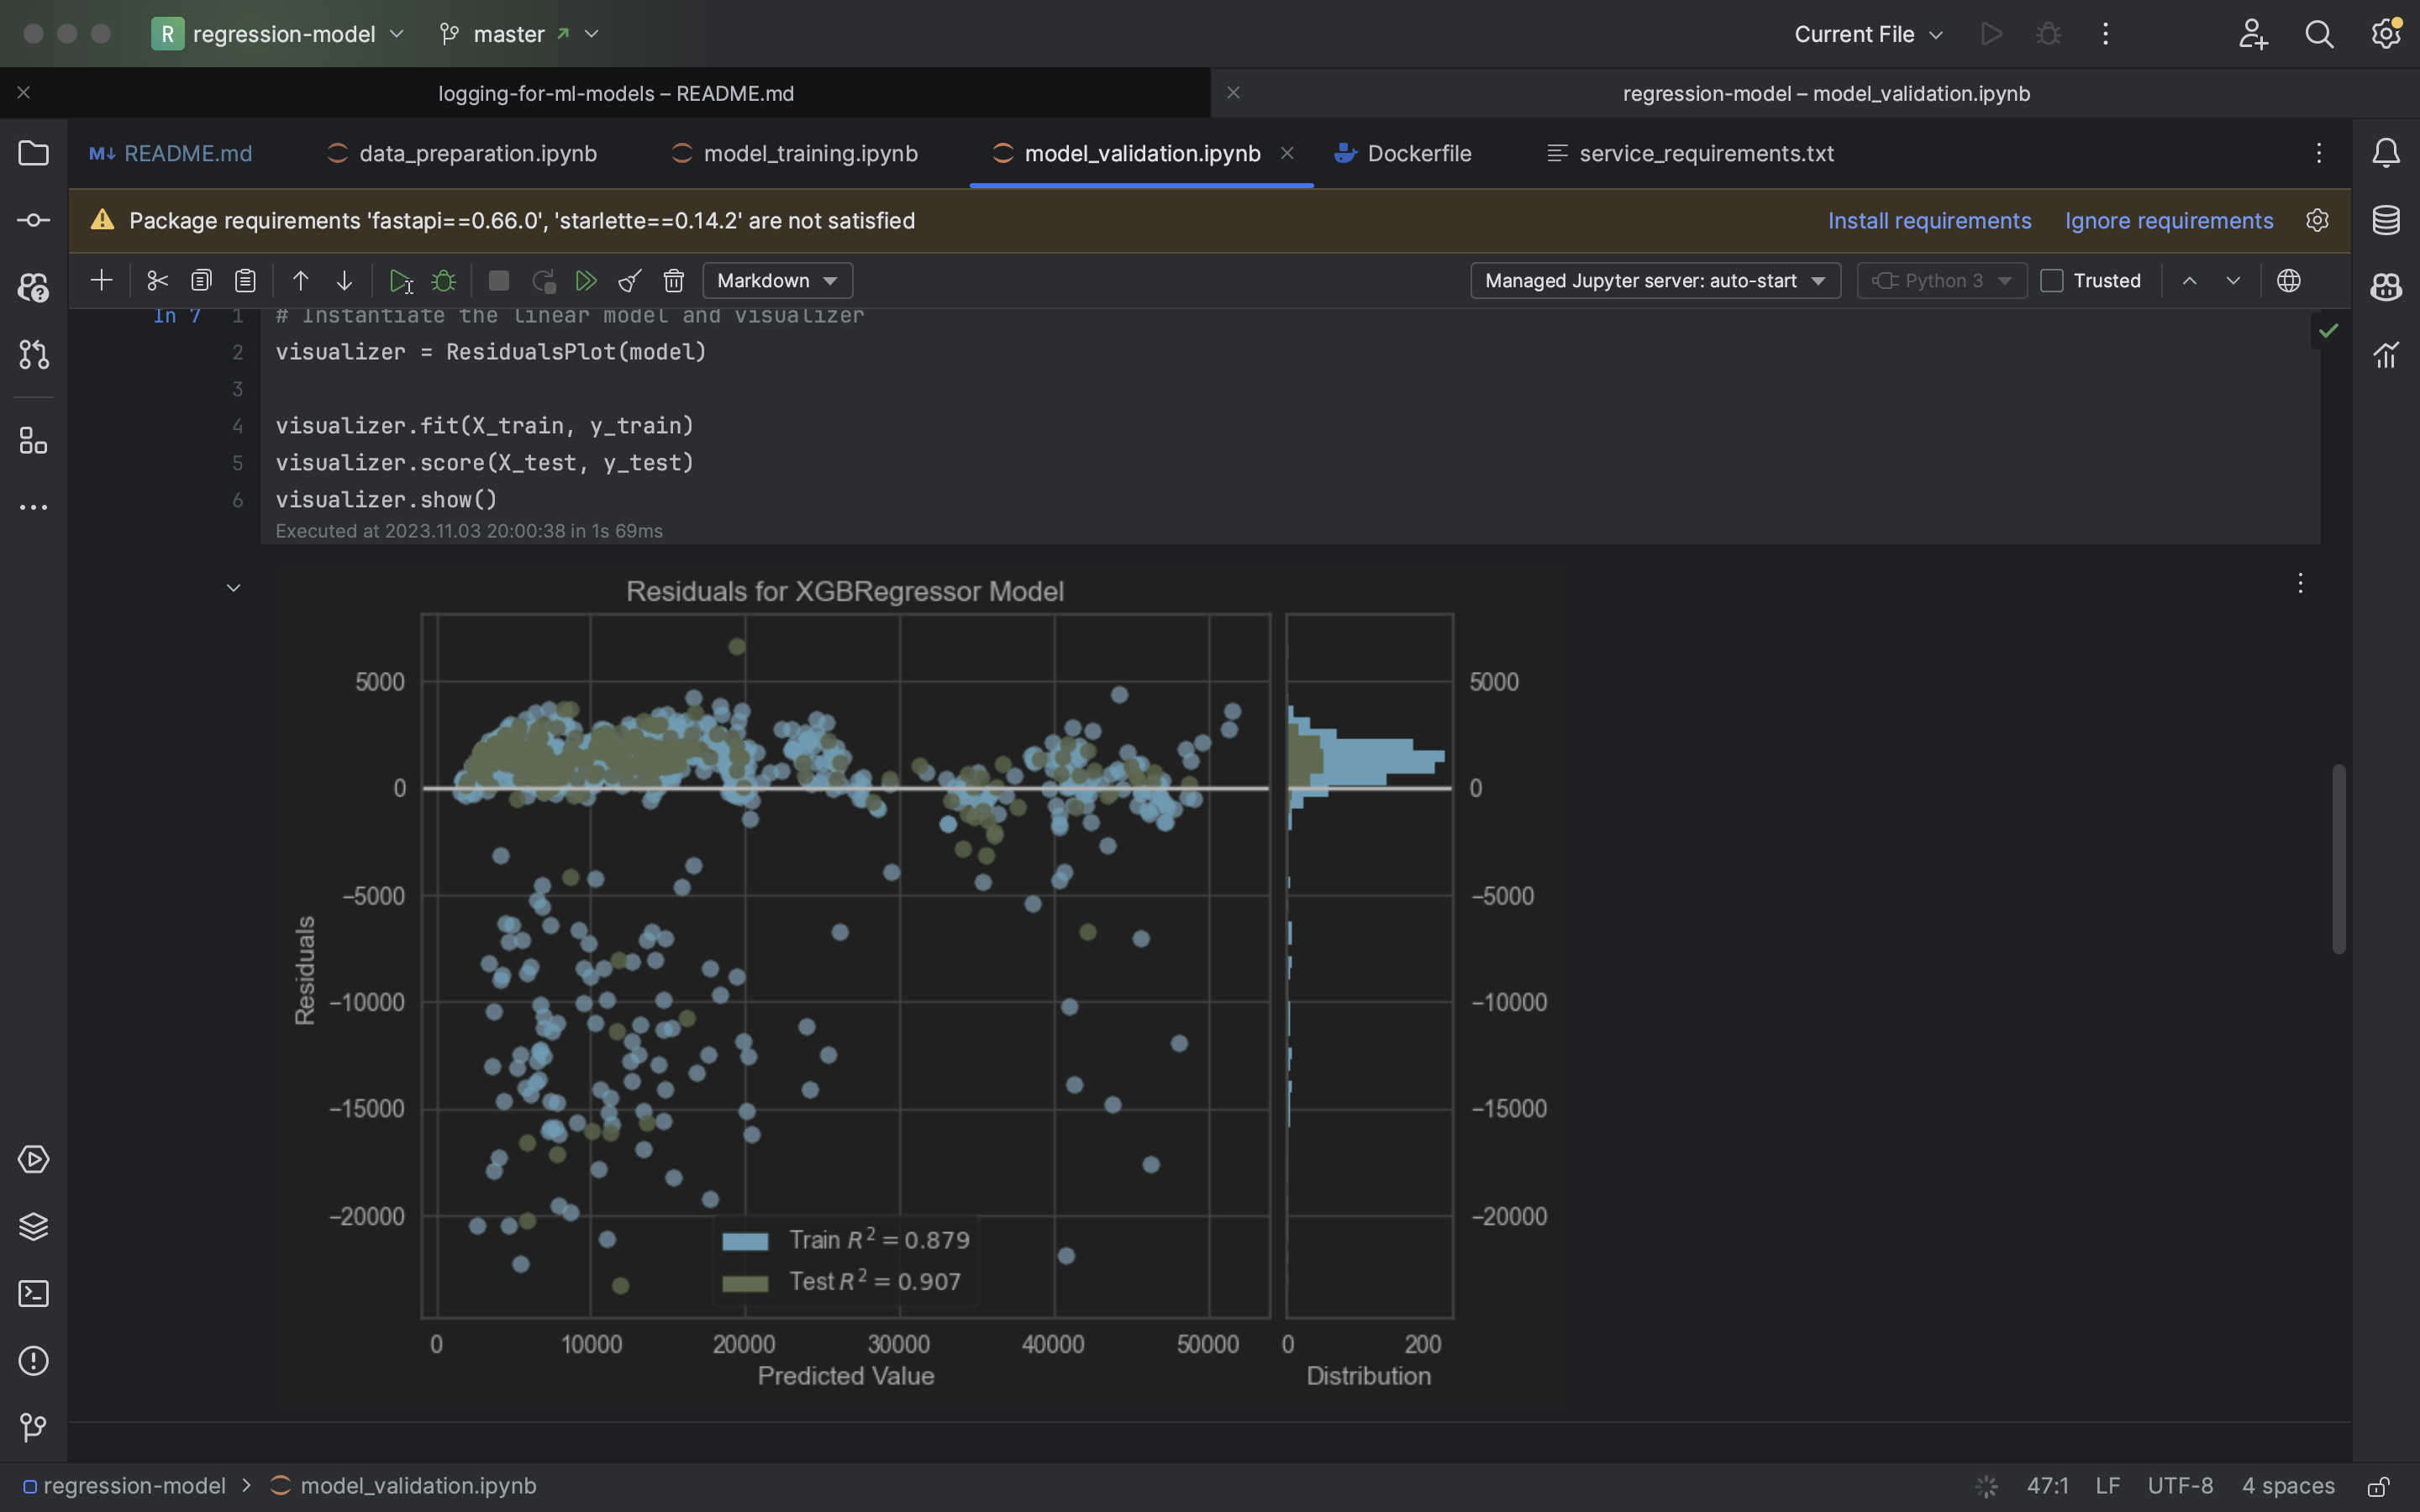 R regression-model master Current File
logging-for-ml-models – README.md regression-model – model_validation.ipynb
M↓ README.md data_preparation.ipynb model_training.ipynb model_validation.ipynb Dockerfile service_requirements.txt
Package requirements 'fastapi==0.66.0', 'starlette==0.14.2' are not satisfied Install requirements Ignore requirements
Markdown Managed Jupyter server: auto-start Python 3 Trusted
In 7 1 # Instantiate the linear model and visualizer
2 visualizer = ResidualsPlot(model)
3
4 visualizer.fit(X_train, y_train)
5 visualizer.score(X_test, y_test)
6 visualizer.show()
Executed at 2023.11.03 20:00:38 in 1s 69ms
Residuals for XGBRegressor Model
5000 5000
0 0
−5000 −5000
Residuals
−10000 −10000
−15000 −15000
−20000 −20000
Train R² = 0.879
Test R² = 0.907
0 10000 20000 30000 40000 50000 0 200
Predicted Value Distribution
regression-model > model_validation.ipynb 47:1 LF UTF-8 4 spaces